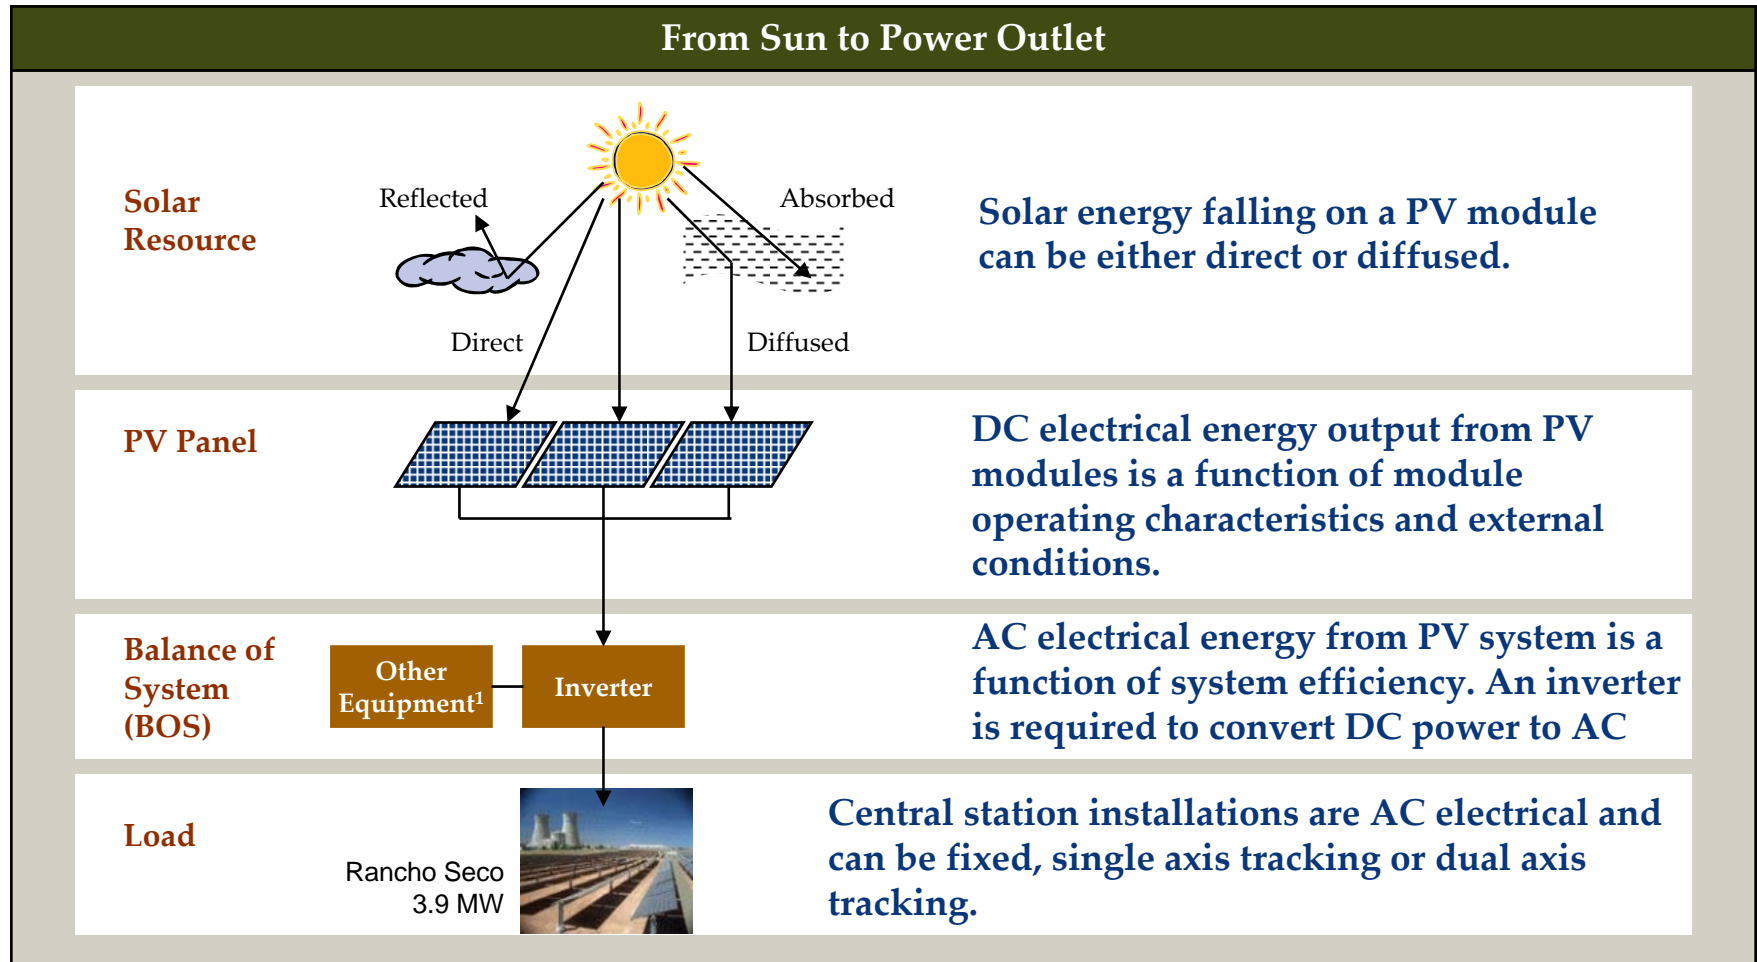 From Sun to Power Outlet
Solar
Resource
Reflected
Absorbed
Direct
Diffused
Solar energy falling on a PV module
can be either direct or diffused.
PV Panel
DC electrical energy output from PV
modules is a function of module
operating characteristics and external
conditions.
Balance of
System
(BOS)
Other
Equipment¹
Inverter
AC electrical energy from PV system is a
function of system efficiency. An inverter
is required to convert DC power to AC
Load
Rancho Seco
3.9 MW
Central station installations are AC electrical and
can be fixed, single axis tracking or dual axis
tracking.